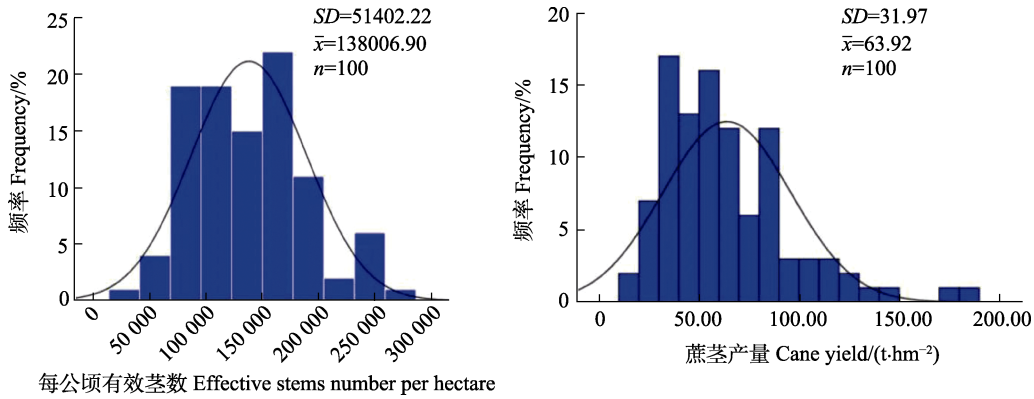 25
20
15
10
5
0
频率 Frequency/%
SD=51402.22
x̄=138006.90
n=100
0
50 000
100 000
150 000
200 000
250 000
300 000
每公顷有效茎数 Effective stems number per hectare
20
15
10
5
0
频率 Frequency/%
SD=31.97
x̄=63.92
n=100
0
50.00
100.00
150.00
200.00
蔗茎产量 Cane yield/(t·hm⁻²)